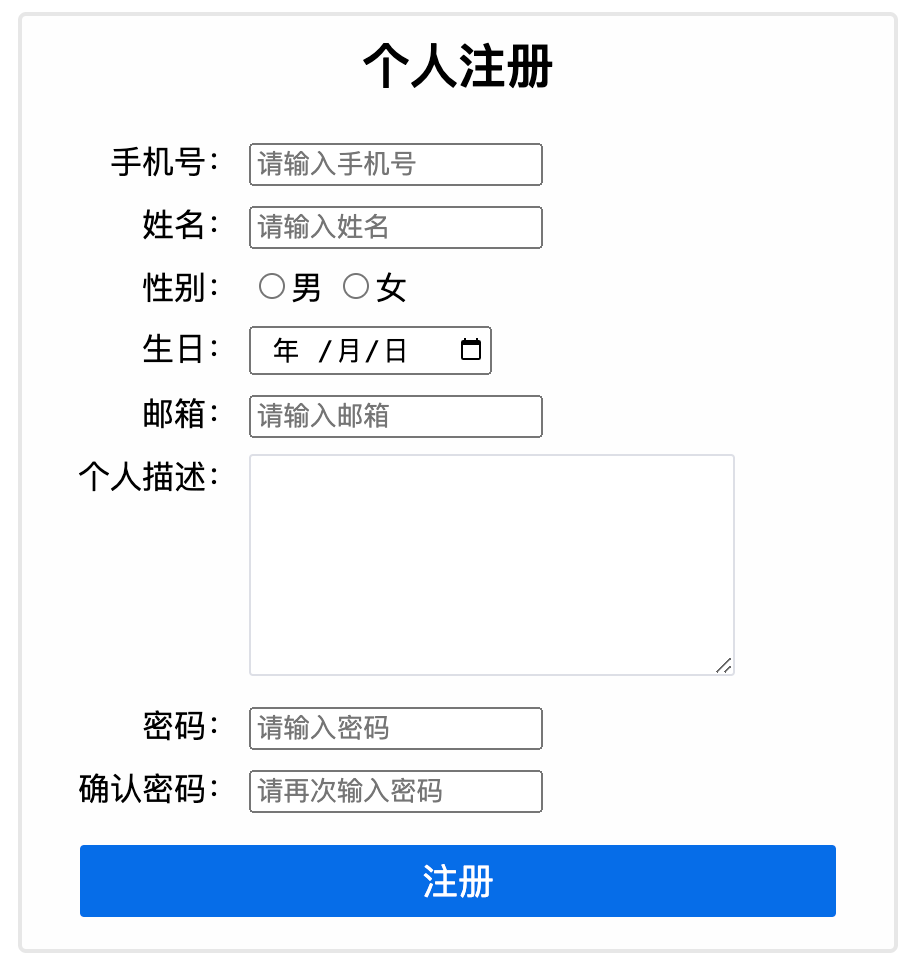 个人注册
手机号： 请输入手机号
姓名： 请输入姓名
性别： 男 女
生日： 年 /月/日
邮箱： 请输入邮箱
个人描述：
密码： 请输入密码
确认密码： 请再次输入密码
注册